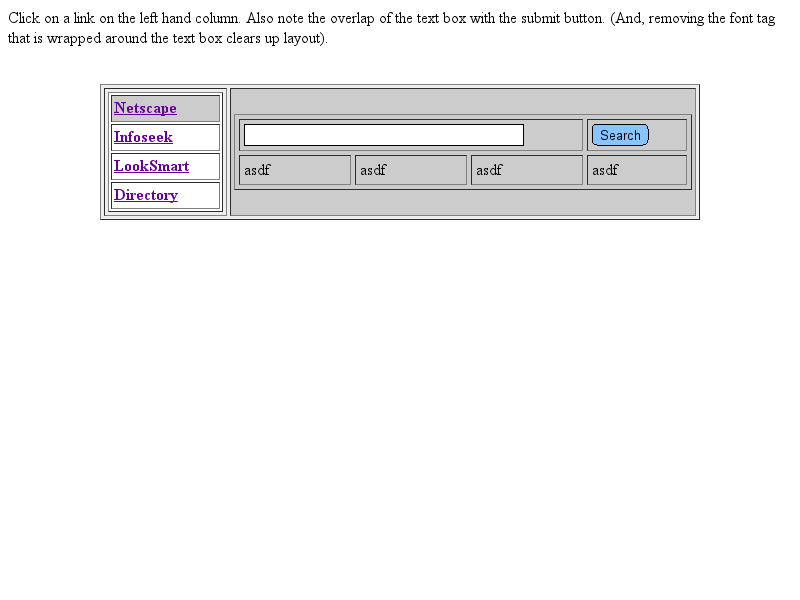 Click on a link on the left hand column. Also note the overlap of the text box with the submit button. (And, removing the font tag
that is wrapped around the text box clears up layout).
Netscape
Infoseek
LookSmart
Directory
Search
asdf asdf asdf asdf